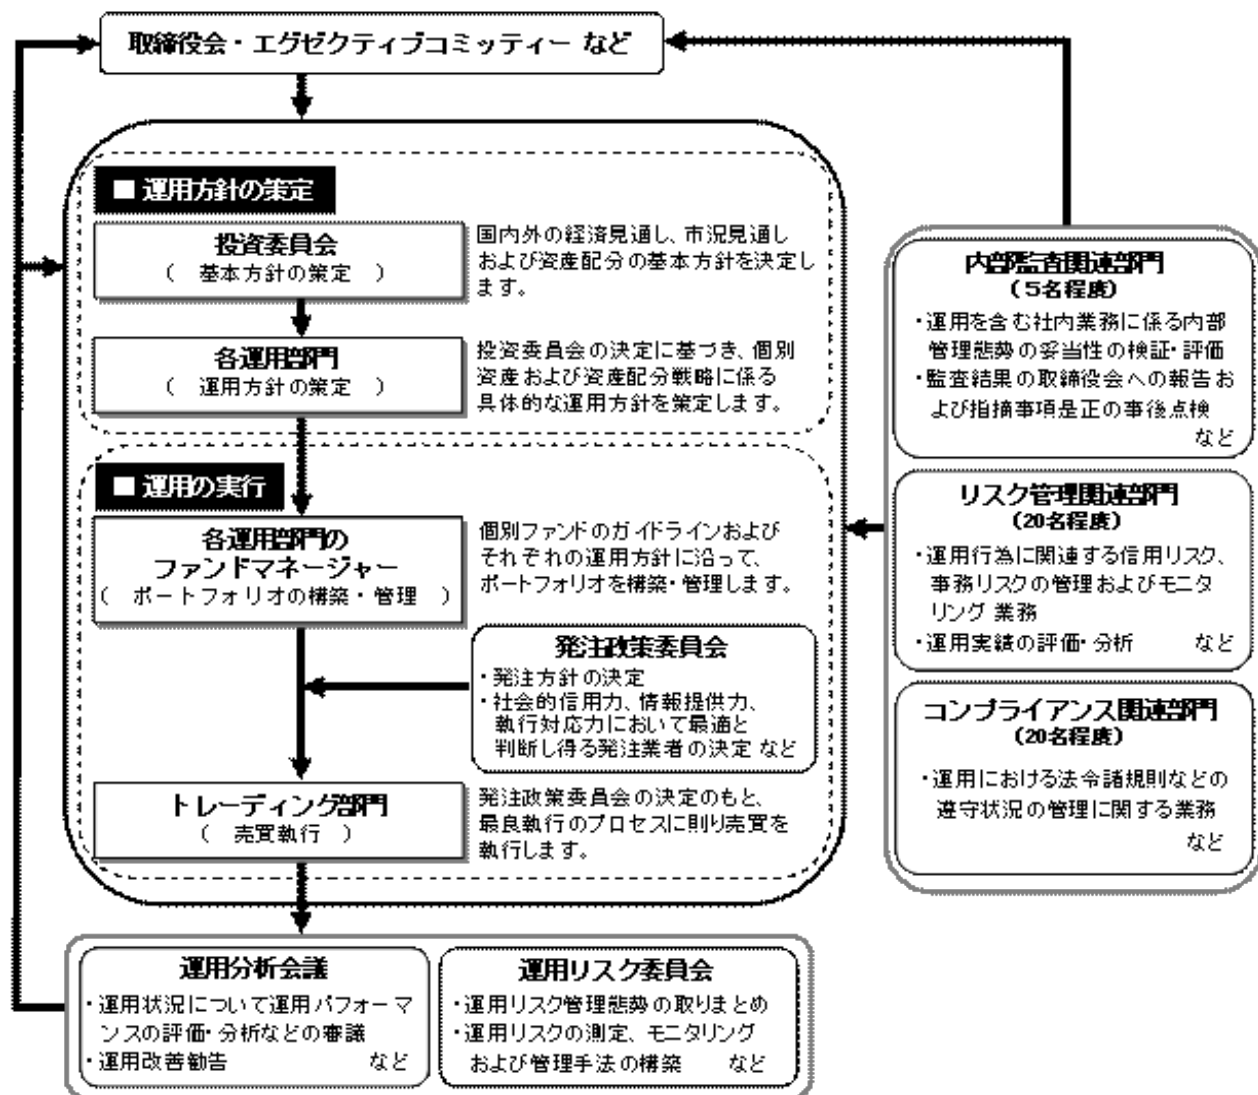 取締役会・エグゼクティブコミッティー など
■ 運用方針の策定
投資委員会
( 基本方針の策定 )
国内外の経済見通し、市況見通し
および資産配分の基本方針を決定し
ます。
各運用部門
( 運用方針の策定 )
投資委員会の決定に基づき、個別
資産および資産配分戦略に係る
具体的な運用方針を策定します。
■ 運用の実行
各運用部門の
ファンドマネージャー
( ポートフォリオの構築・管理 )
個別ファンドのガイドラインおよび
それぞれの運用方針に沿って、
ポートフォリオを構築・管理します。
発注政策委員会
・発注方針の決定
・社会的信用力、情報提供力、
執行対応力において最適と
判断し得る発注業者の決定 など
トレーディング部門
( 売買執行 )
発注政策委員会の決定のもと、
最良執行のプロセスに則り売買を
執行します。
内部監査関連部門
(5名程度)
・運用を含む社内業務に係る内部
管理態勢の妥当性の検証・評価
・監査結果の取締役会への報告お
よび指摘事項是正の事後点検
など
リスク管理関連部門
(20名程度)
・運用行為に関連する信用リスク、
事務リスクの管理およびモニタ
リング 業務
・運用実績の評価・分析 など
コンプライアンス関連部門
(20名程度)
・運用における法令諸規則などの
遵守状況の管理に関する業務
など
運用分析会議
・運用状況について運用パフォーマ
ンスの評価・分析などの審議
・運用改善勧告 など
運用リスク委員会
・運用リスク管理態勢の取りまとめ
・運用リスクの測定、モニタリング
および管理手法の構築 など